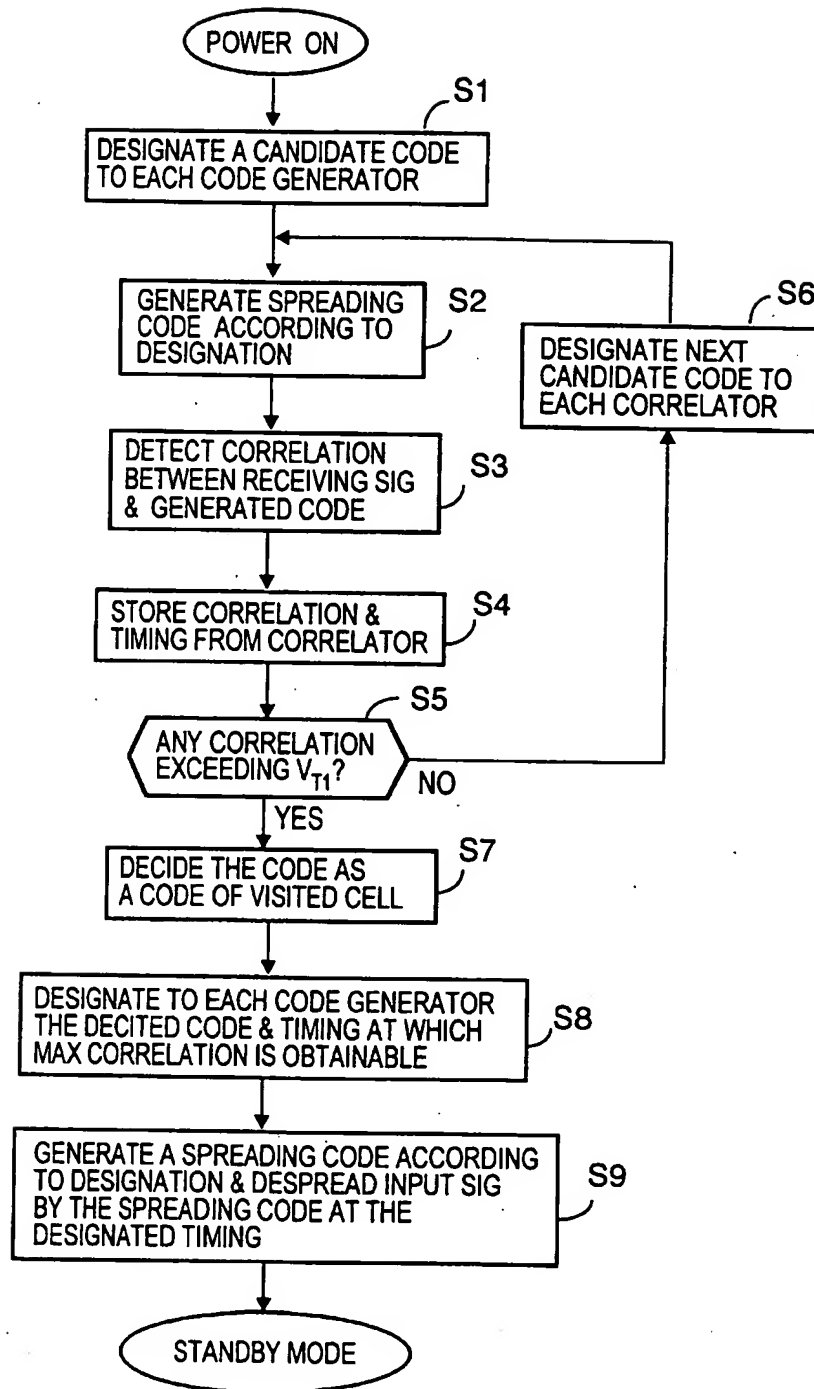 POWER ON
S1
DESIGNATE A CANDIDATE CODE
TO EACH CODE GENERATOR
S2
GENERATE SPREADING
CODE ACCORDING TO
DESIGNATION
S6
DESIGNATE NEXT
CANDIDATE CODE TO
EACH CORRELATOR
S3
DETECT CORRELATION
BETWEEN RECEIVING SIG
& GENERATED CODE
S4
STORE CORRELATION &
TIMING FROM CORRELATOR
S5
ANY CORRELATION
EXCEEDING VT1?
NO
YES
S7
DECIDE THE CODE AS
A CODE OF VISITED CELL
S8
DESIGNATE TO EACH CODE GENERATOR
THE DECITED CODE & TIMING AT WHICH
MAX CORRELATION IS OBTAINABLE
S9
GENERATE A SPREADING CODE ACCORDING
TO DESIGNATION & DESPREAD INPUT SIG
BY THE SPREADING CODE AT THE
DESIGNATED TIMING
STANDBY MODE